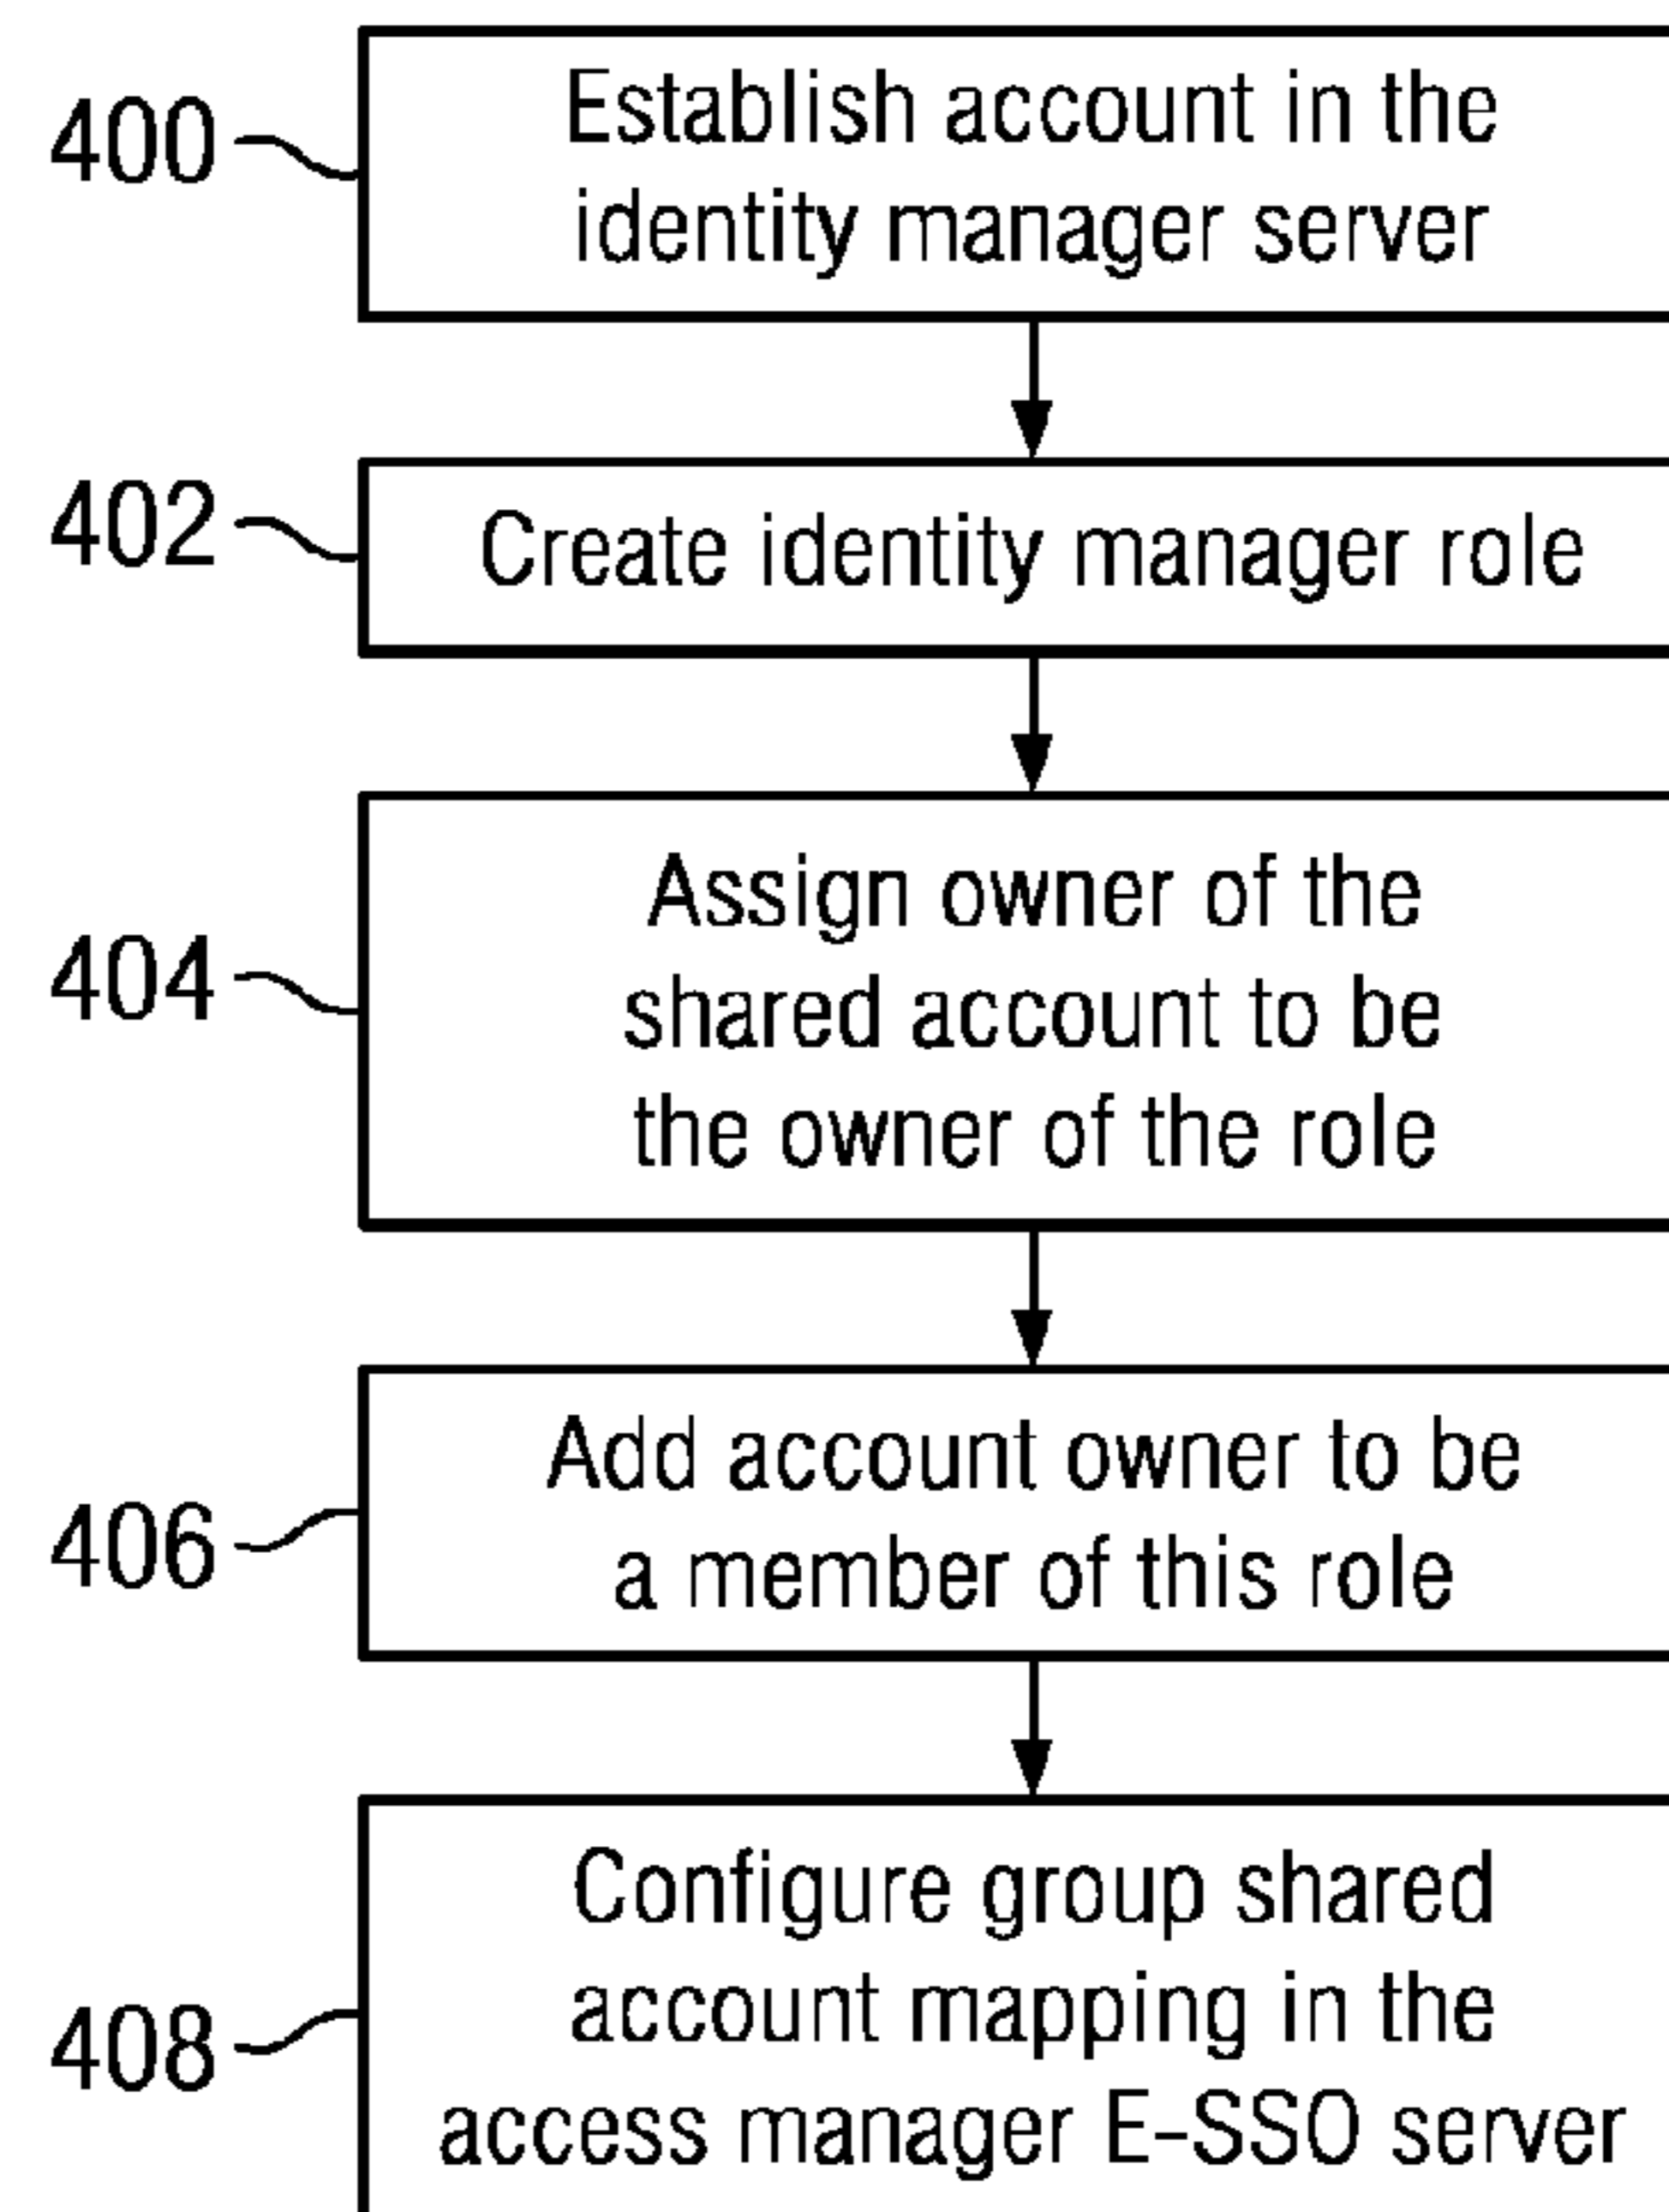 400
Establish account in the
identity manager server
402
Create identity manager role
404
Assign owner of the
shared account to be
the owner of the role
406
Add account owner to be
a member of this role
408
Configure group shared
account mapping in the
access manager E-SSO server